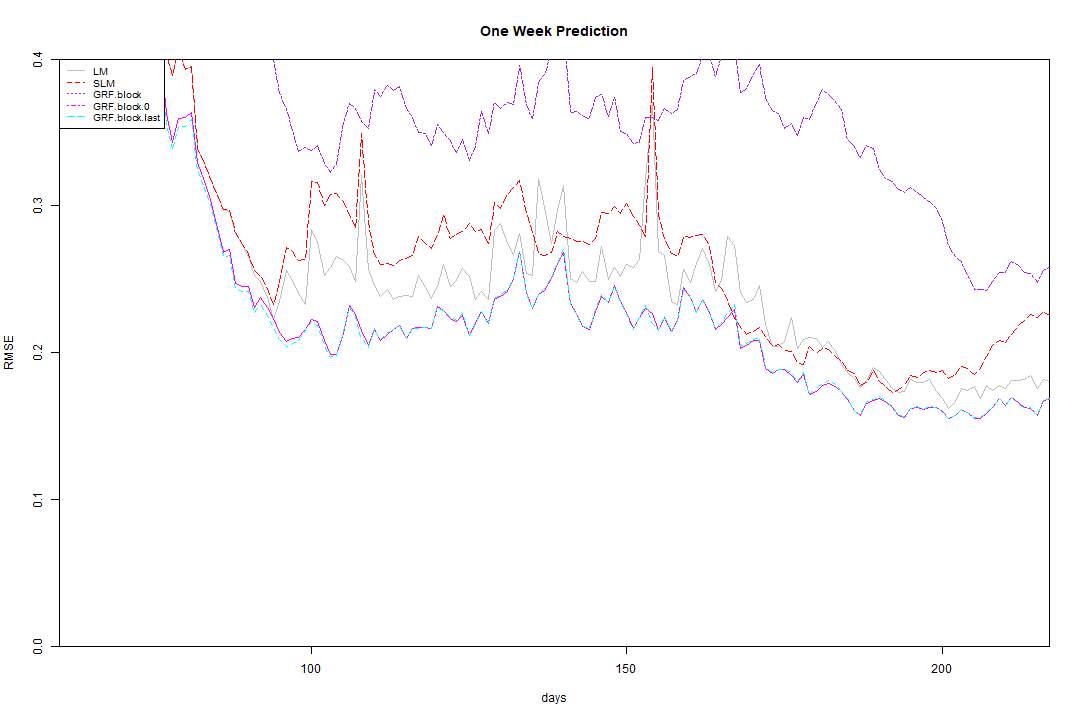 One Week Prediction
0.4
LM
SLM
GRF.block
GRF.block.0
GRF.block.last
0.3
0.2
0.1
0.0
RMSE
100
150
200
days